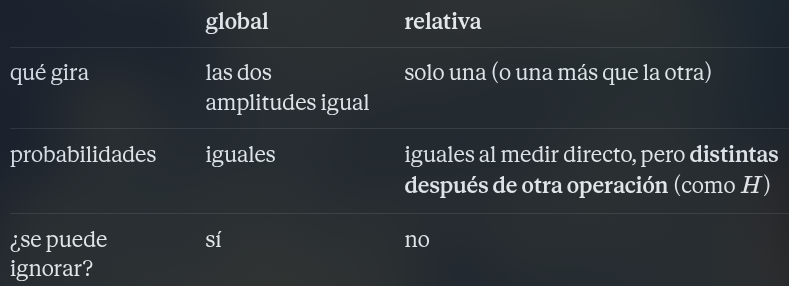 global relativa
qué gira las dos solo una (o una más que la otra)
amplitudes igual
probabilidades iguales iguales al medir directo, pero distintas
después de otra operación (como H)
¿se puede sí no
ignorar?